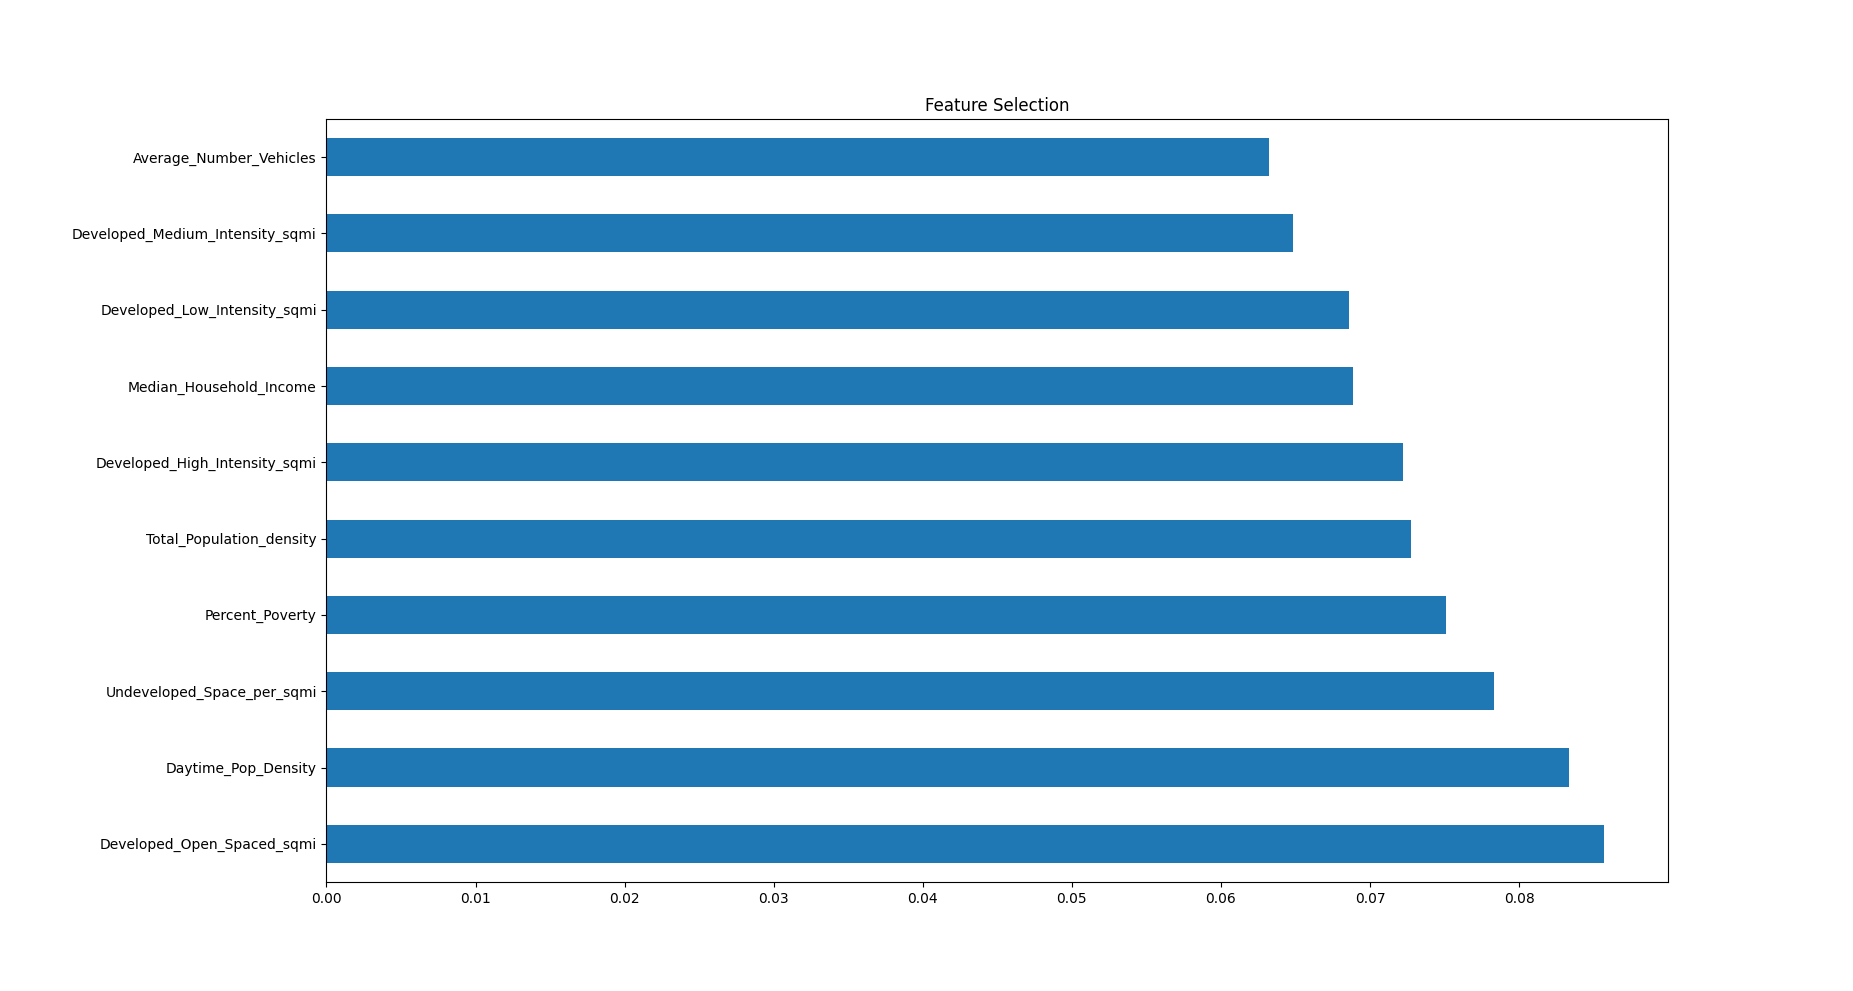 Feature Selection
Average_Number_Vehicles
Developed_Medium_Intensity_sqmi
Developed_Low_Intensity_sqmi
Median_Household_Income
Developed_High_Intensity_sqmi
Total_Population_density
Percent_Poverty
Undeveloped_Space_per_sqmi
Daytime_Pop_Density
Developed_Open_Spaced_sqmi
0.00 0.01 0.02 0.03 0.04 0.05 0.06 0.07 0.08